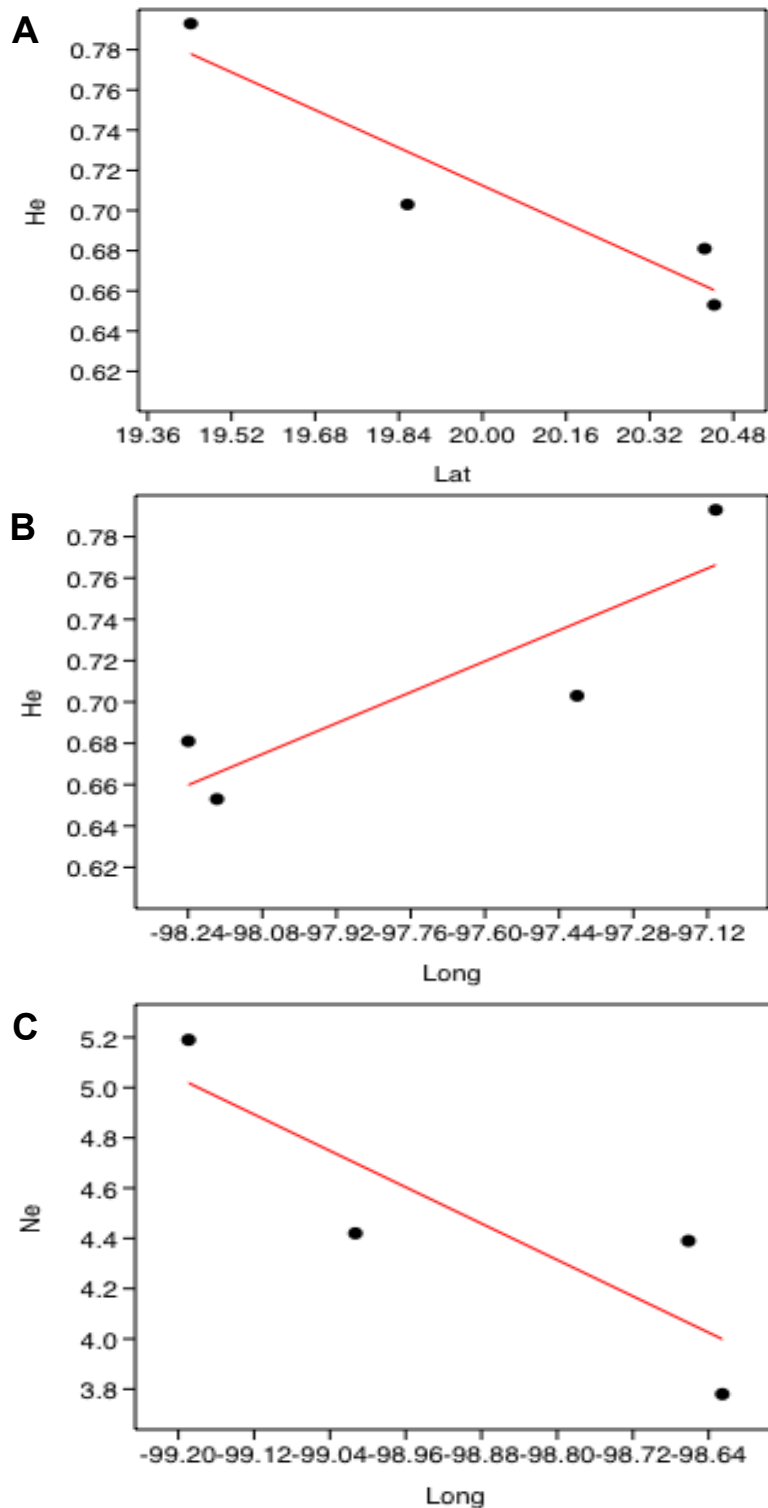 A
0.78
0.76
0.74
0.72
0.70
0.68
0.66
0.64
0.62
He
19.36 19.52 19.68 19.84 20.00 20.16 20.32 20.48
Lat
B
0.78
0.76
0.74
0.72
0.70
0.68
0.66
0.64
0.62
He
-98.24 -98.08 -97.92 -97.76 -97.60 -97.44 -97.28 -97.12
Long
C
5.2
5.0
4.8
4.6
4.4
4.2
4.0
3.8
Ne
-99.20 -99.12 -99.04 -98.96 -98.88 -98.80 -98.72 -98.64
Long